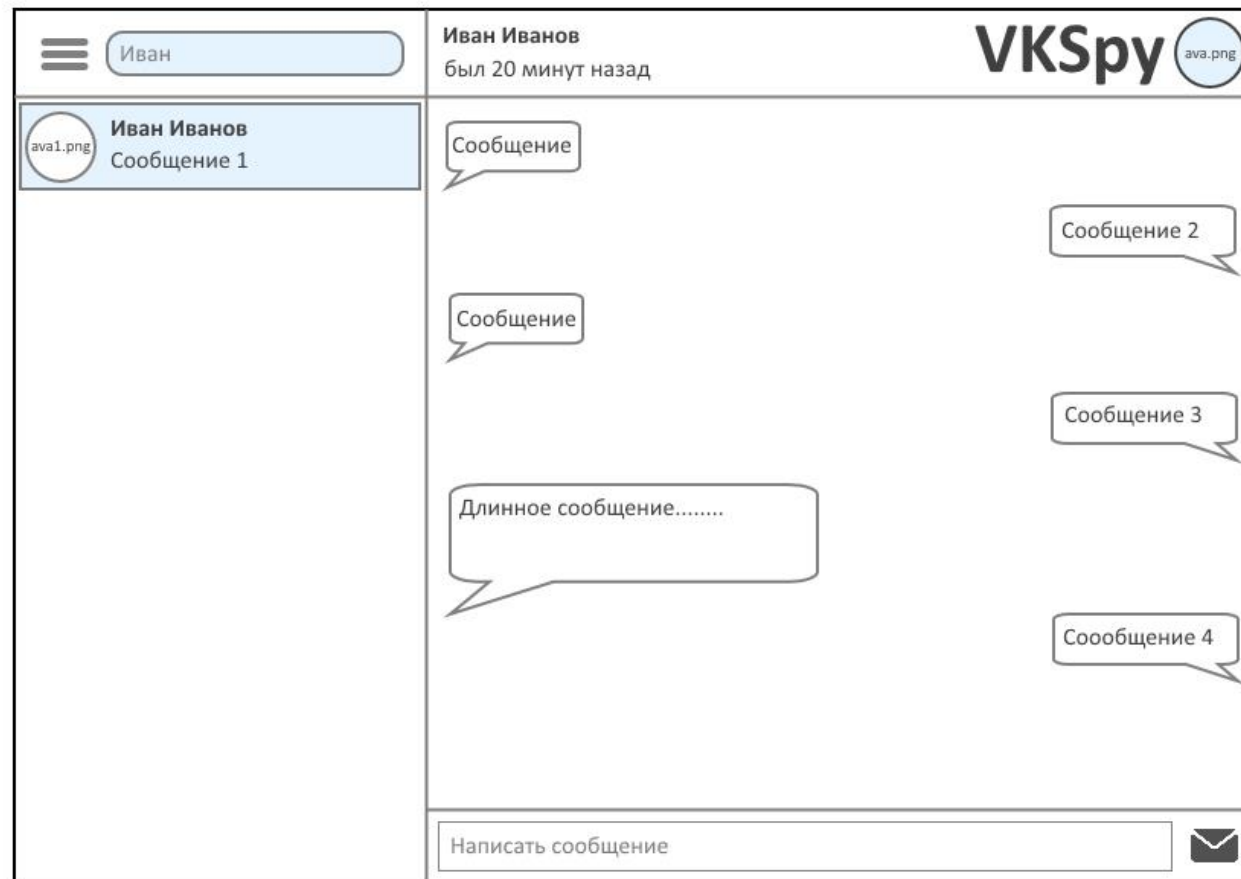 Иван
Иван Иванов
был 20 минут назад
VKSpy
ava.png
ava1.png
Иван Иванов
Сообщение 1
Сообщение
Сообщение 2
Сообщение
Сообщение 3
Длинное сообщение........
Соообщение 4
Написать сообщение